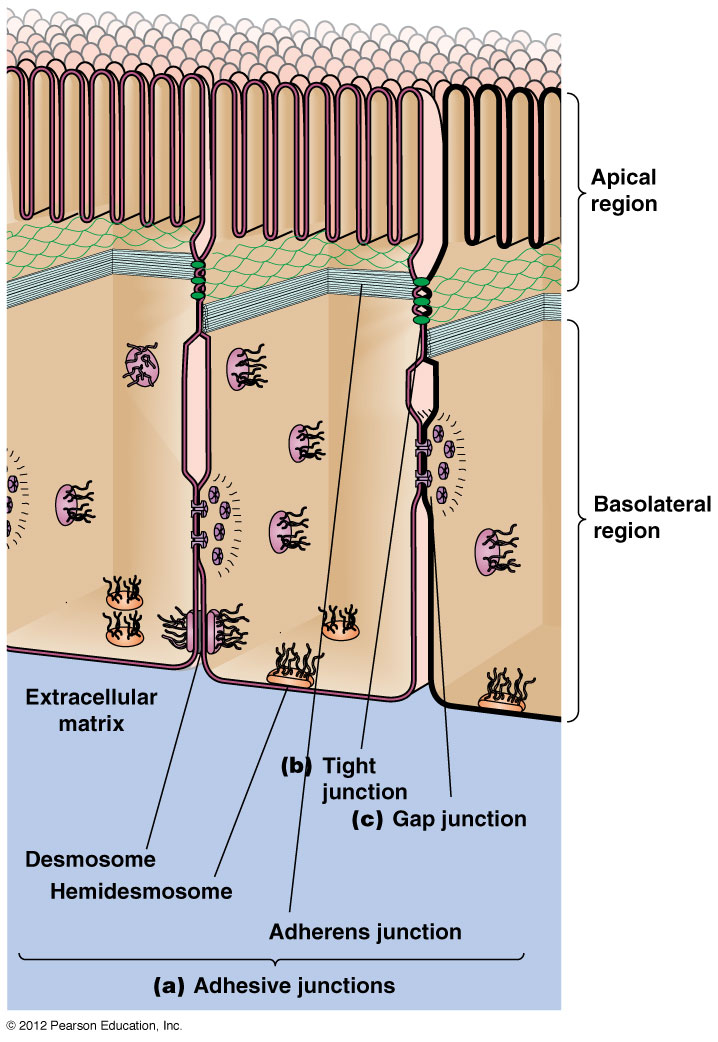 Apical
region
Basolateral
region
Extracellular
matrix
(b) Tight
junction
(c) Gap junction
Desmosome
Hemidesmosome
Adherens junction
(a) Adhesive junctions
© 2012 Pearson Education, Inc.